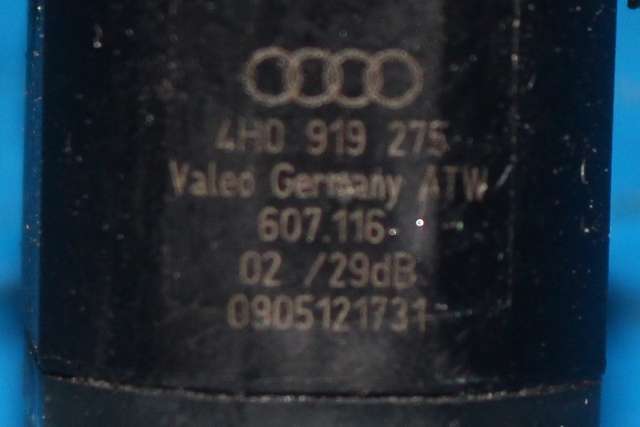 4H0 919 275
Valeo Germany ATW
607.116
02 /29dB
0905121731